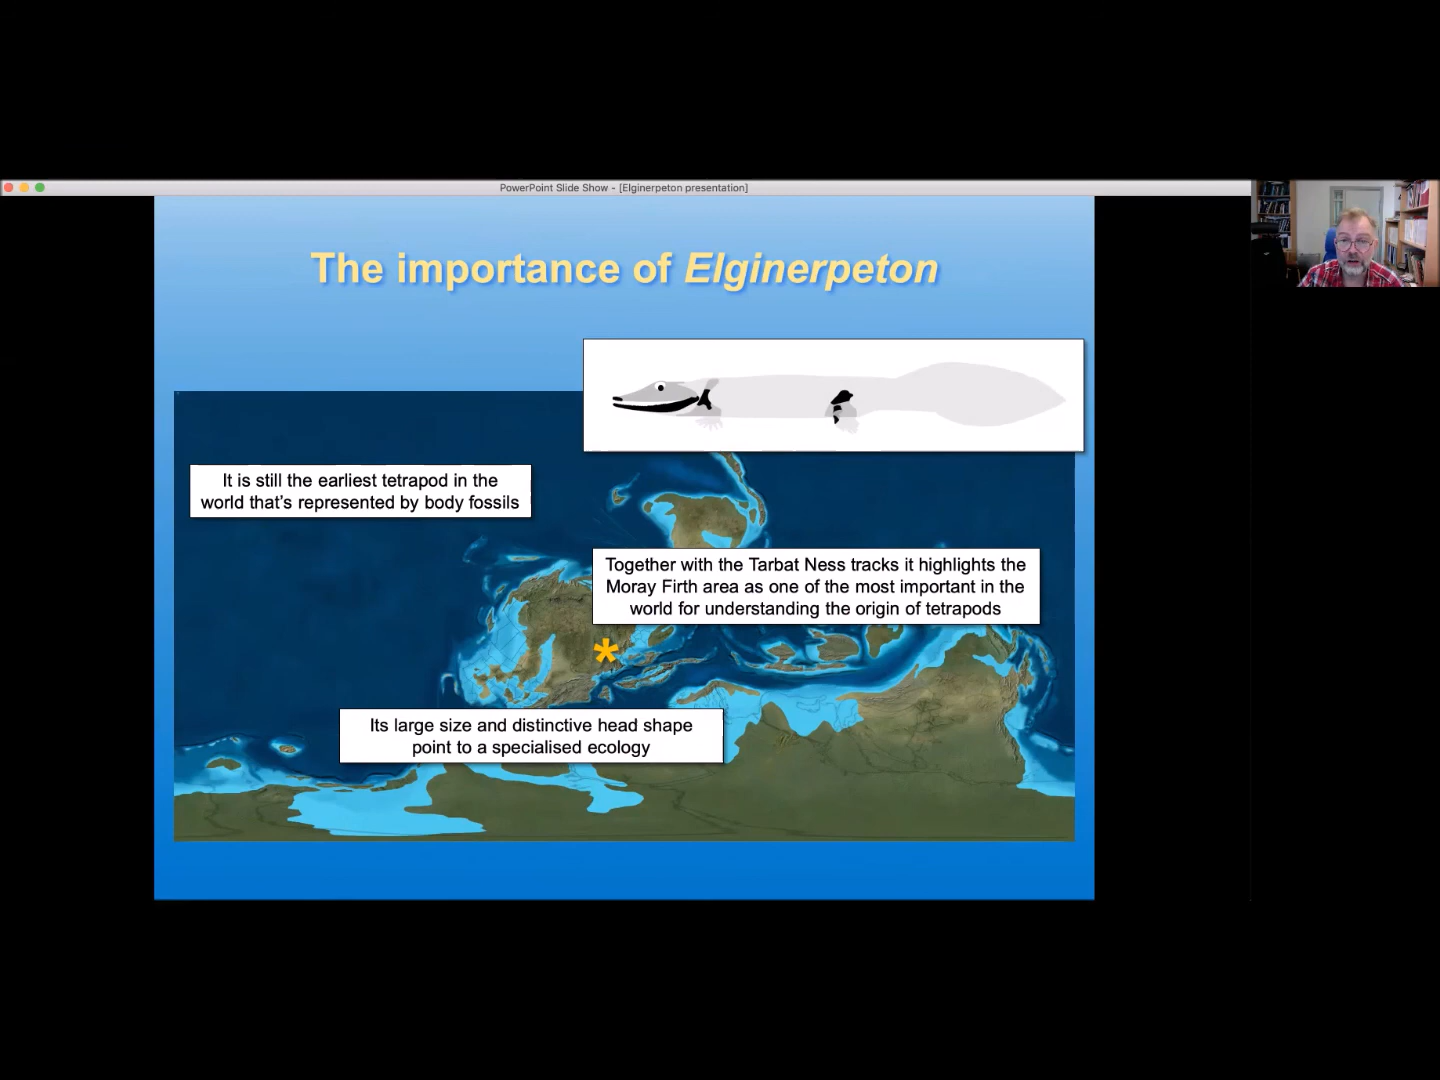 PowerPoint Slide Show - [Elginerpeton presentation]
The importance of Elginerpeton
It is still the earliest tetrapod in the
world that's represented by body fossils
Together with the Tarbat Ness tracks it highlights the
Moray Firth area as one of the most important in the
world for understanding the origin of tetrapods
*
Its large size and distinctive head shape
point to a specialised ecology